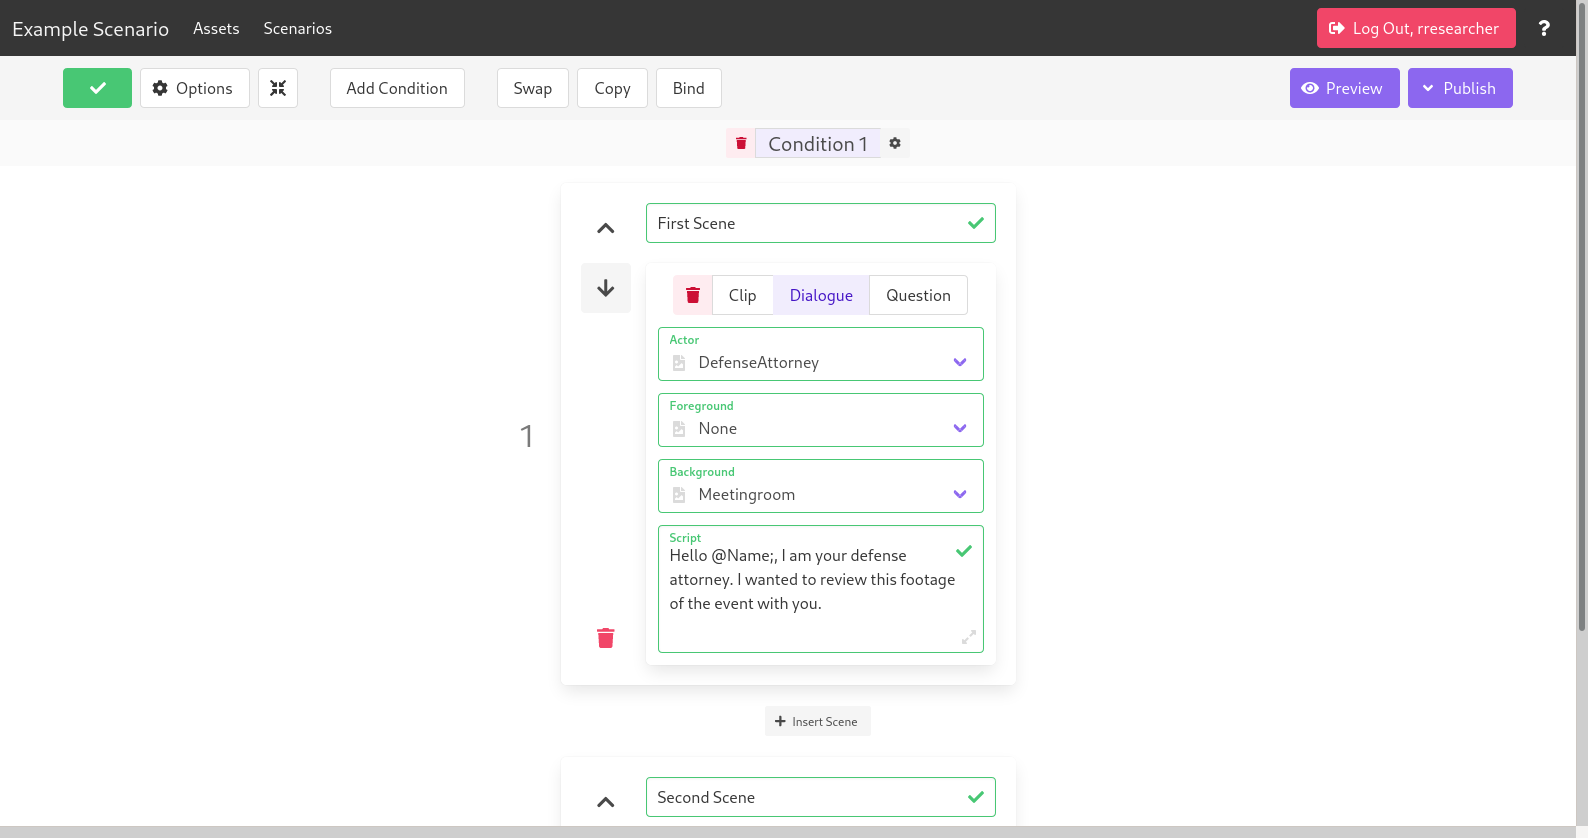 Example Scenario Assets Scenarios Log Out, rresearcher ?
Options Add Condition Swap Copy Bind Preview Publish
Condition 1
First Scene
Clip Dialogue Question
Actor
DefenseAttorney
Foreground
None
1
Background
Meetingroom
Script
Hello @Name;, I am your defense
attorney. I wanted to review this footage
of the event with you.
Insert Scene
Second Scene